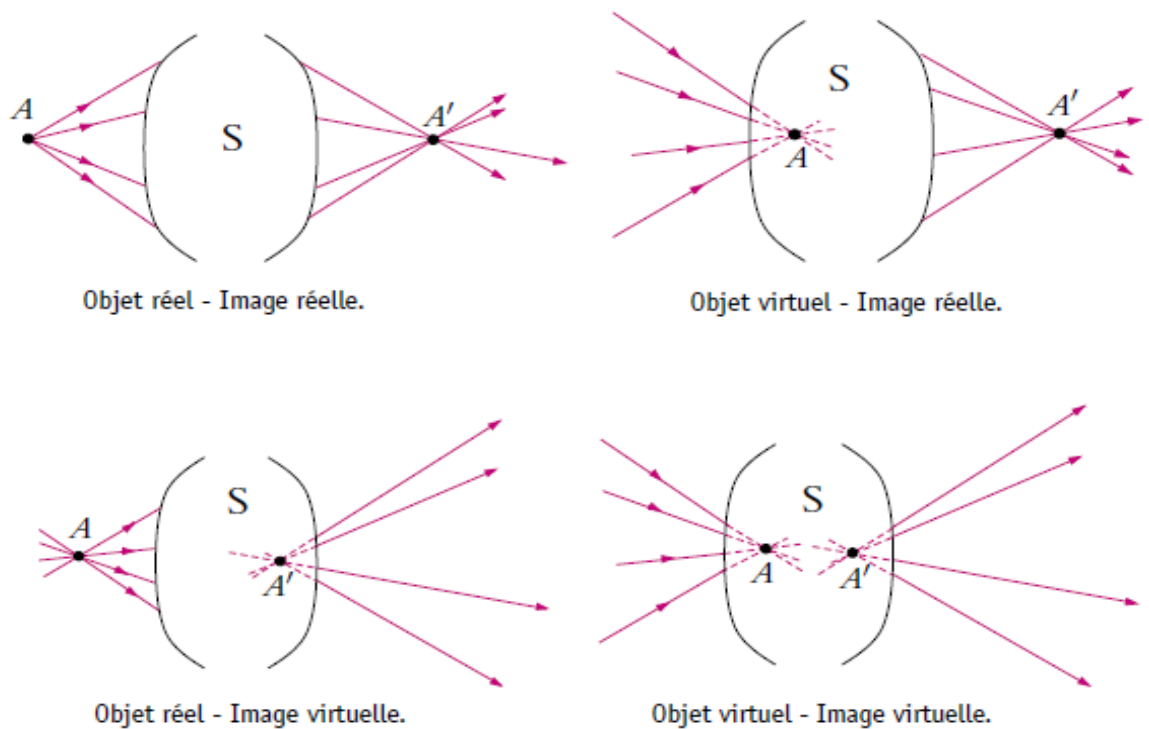 A
S
A′
Objet réel - Image réelle.
S
A
A′
Objet virtuel - Image réelle.
A
S
A′
Objet réel - Image virtuelle.
S
A
A′
Objet virtuel - Image virtuelle.